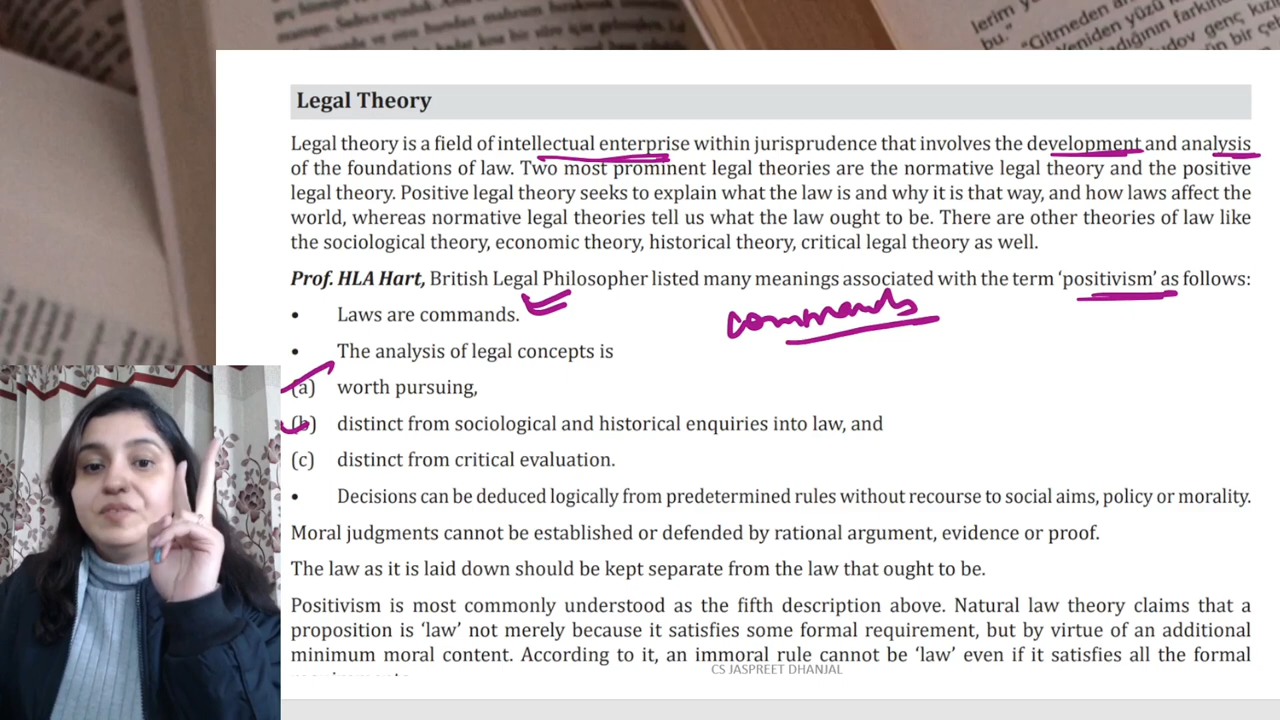 lerim
bu."
"Gitmeden
Yeniden yüzü
farkın
genç kız
bir
Legal Theory
Legal theory is a field of intellectual enterprise within jurisprudence that involves the development and analysis
of the foundations of law. Two most prominent legal theories are the normative legal theory and the positive
legal theory. Positive legal theory seeks to explain what the law is and why it is that way, and how laws affect the
world, whereas normative legal theories tell us what the law ought to be. There are other theories of law like
the sociological theory, economic theory, historical theory, critical legal theory as well.
Prof. HLA Hart, British Legal Philosopher listed many meanings associated with the term ‘positivism’ as follows:
• Laws are commands.
commands
• The analysis of legal concepts is
(a) worth pursuing,
(b) distinct from sociological and historical enquiries into law, and
(c) distinct from critical evaluation.
• Decisions can be deduced logically from predetermined rules without recourse to social aims, policy or morality.
Moral judgments cannot be established or defended by rational argument, evidence or proof.
The law as it is laid down should be kept separate from the law that ought to be.
Positivism is most commonly understood as the fifth description above. Natural law theory claims that a
proposition is ‘law’ not merely because it satisfies some formal requirement, but by virtue of an additional
minimum moral content. According to it, an immoral rule cannot be ‘law’ even if it satisfies all the formal
CS JASPREET DHANJAL